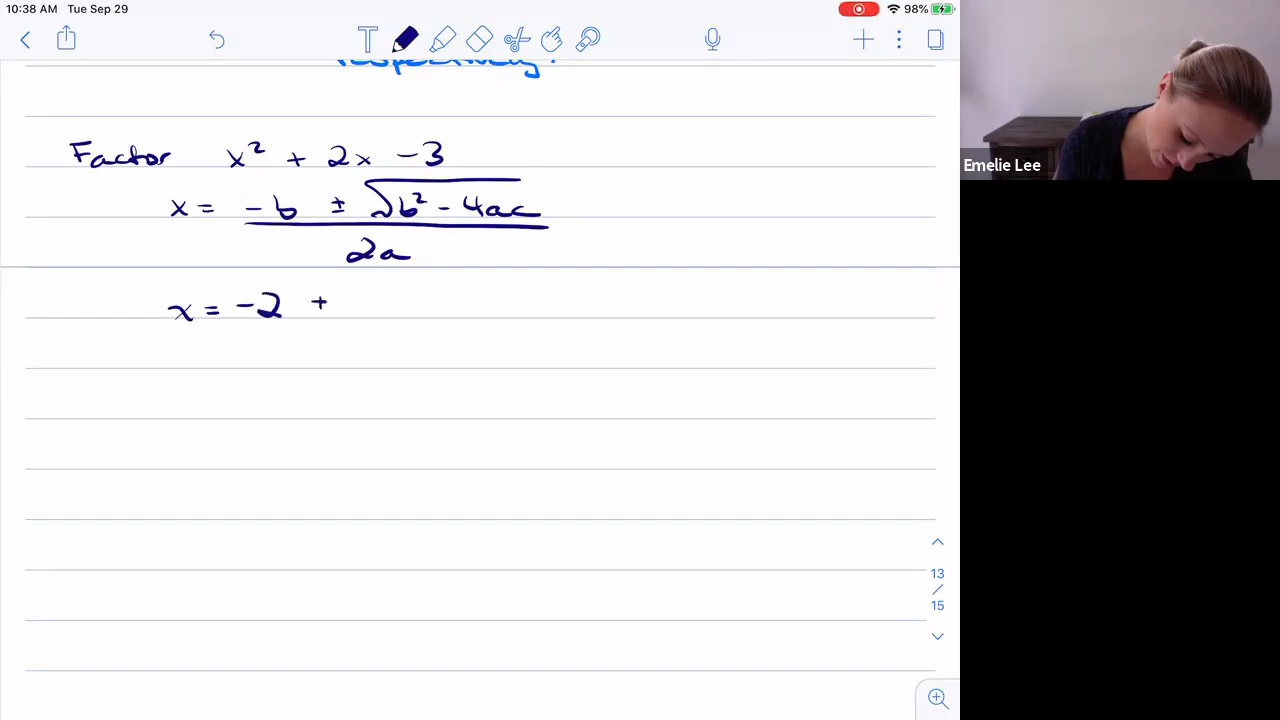 10:38 AM Tue Sep 29
98%
respectively.
Factor x² + 2x -3
x = -b ± √b² - 4ac
2a
x = -2 +
13
/
15
Emelie Lee